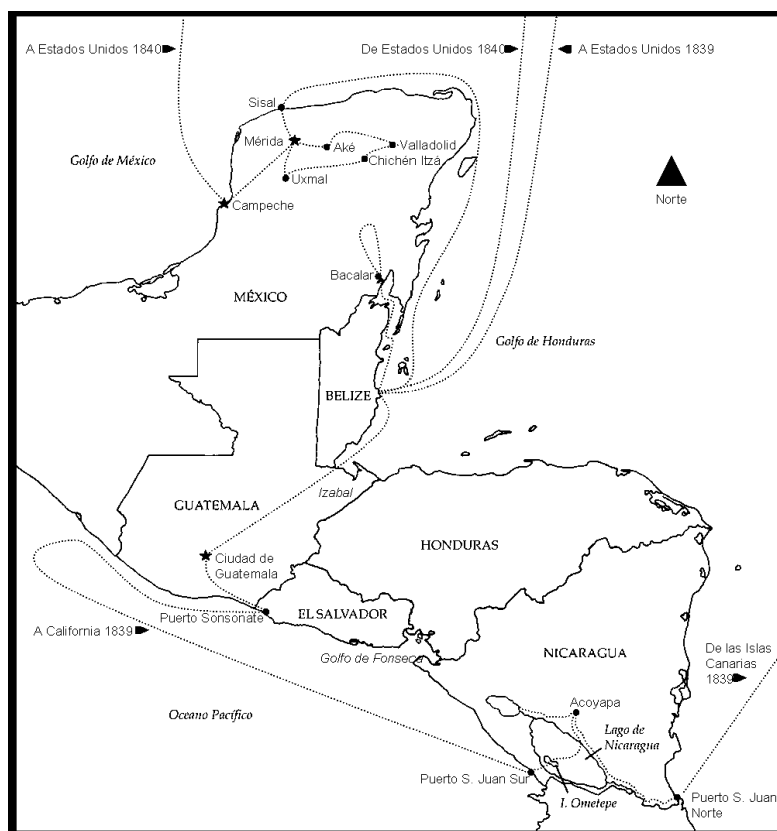 A Estados Unidos 1840
De Estados Unidos 1840
A Estados Unidos 1839
Sisal
Golfo de México
Mérida
Aké
Valladolid
Chichén Itzá
Uxmal
Norte
Campeche
Bacalar
MÉXICO
Golfo de Honduras
BELIZE
Izabal
GUATEMALA
HONDURAS
Ciudad de
Guatemala
Puerto Sonsonate
EL SALVADOR
A California 1839
Golfo de Fonseca
NICARAGUA
De las Islas
Canarias
1839
Oceano Pacífico
Acoyapa
Lago de
Nicaragua
Puerto S. Juan Sur
I. Ometepe
Puerto S. Juan
Norte